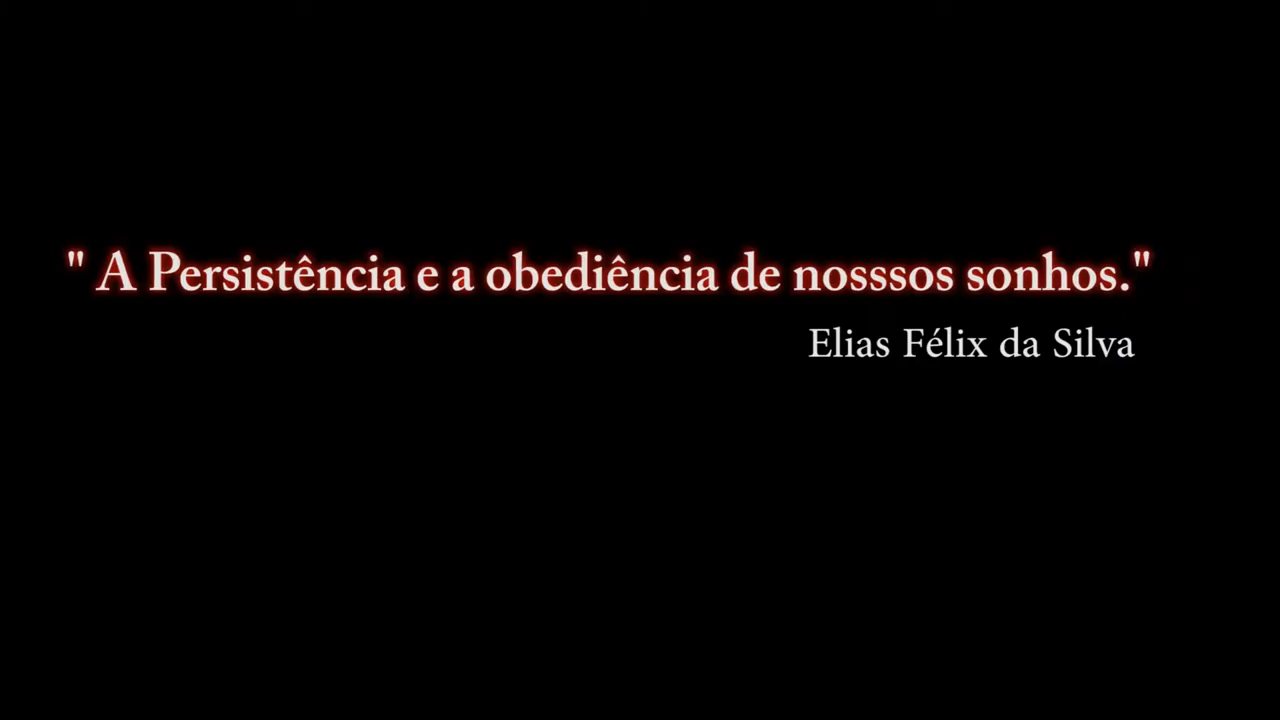 " A Persistência e a obediência de nosssos sonhos."
Elias Félix da Silva